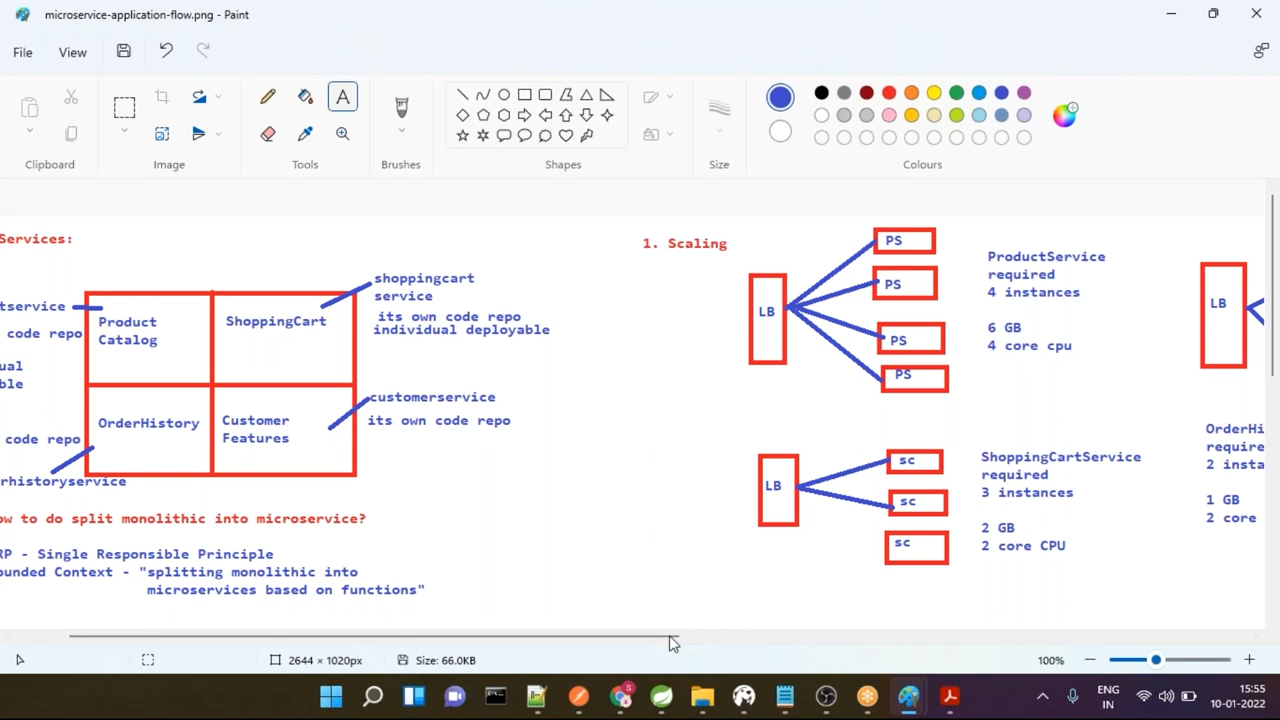 microservice-application-flow.png - Paint
File
View
Clipboard
Image
Tools
Brushes
Shapes
Size
Colours
Services:
tservice
code repo
ual
ble
Product
Catalog
ShoppingCart
shoppingcart
service
its own code repo
individual deployable
OrderHistory
Customer
Features
customerservice
its own code repo
code repo
rhistoryservice
ow to do split monolithic into microservice?
RP - Single Responsible Principle
ounded Context - "splitting monolithic into
microservices based on functions"
1. Scaling
LB
PS
PS
PS
PS
ProductService
required
4 instances
6 GB
4 core cpu
LB
sc
sc
sc
ShoppingCartService
required
3 instances
2 GB
2 core CPU
LB
OrderHi
require
2 insta
1 GB
2 core
2644 × 1020px
Size: 66.0KB
100%
S
ENG
IN
15:55
10-01-2022